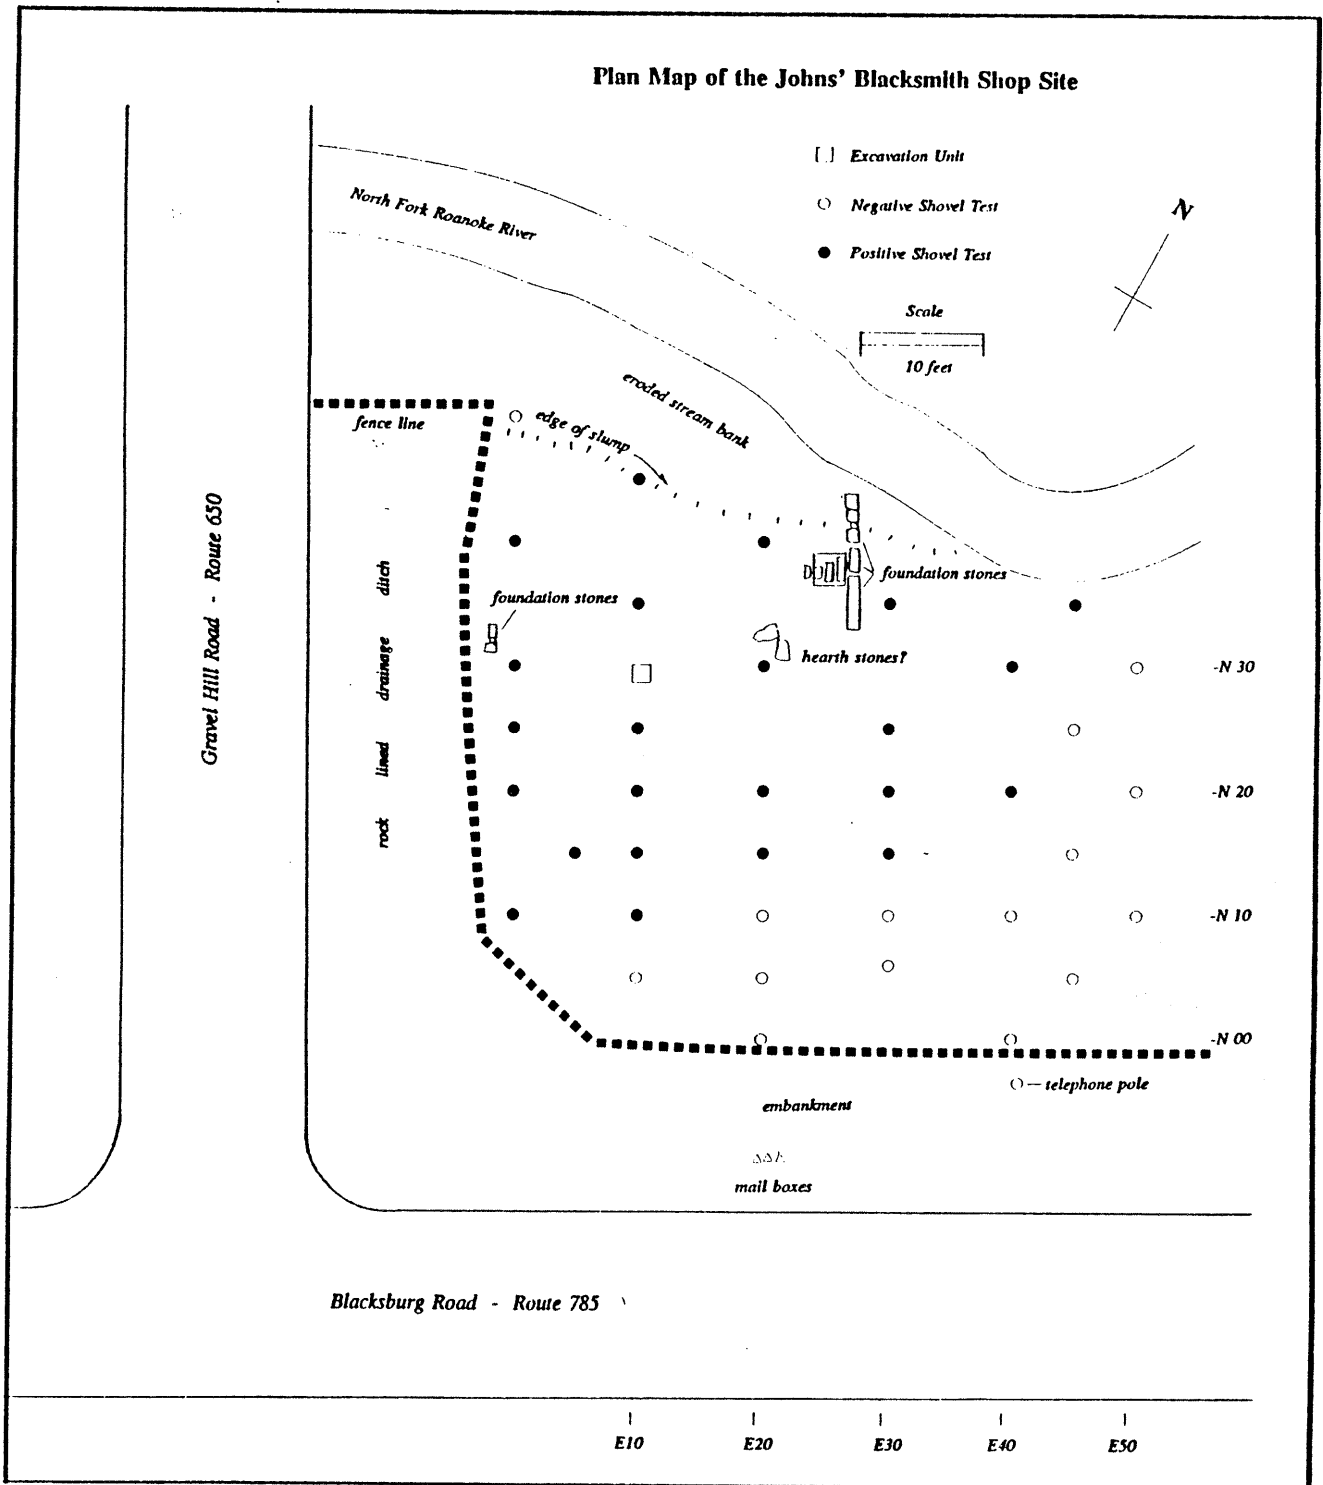 Plan Map of the Johns' Blacksmith Shop Site
Excavation Unit
Negative Shovel Test
Positive Shovel Test
N
Scale
10 feet
North Fork Roanoke River
eroded stream bank
edge of slump
fence line
Gravel Hill Road - Route 650
rock lined drainage ditch
foundation stones
foundation stones
hearth stones?
-N 30
-N 20
-N 10
-N 00
telephone pole
embankment
mail boxes
Blacksburg Road - Route 785
E10 E20 E30 E40 E50